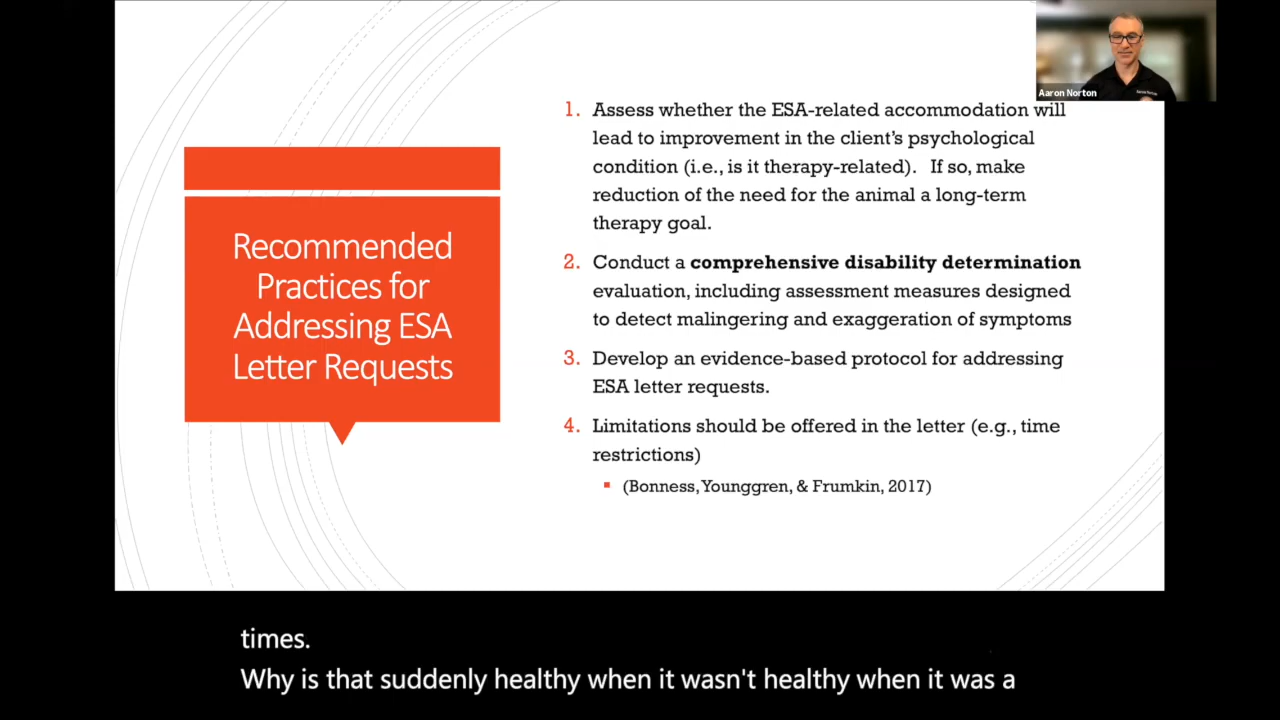 Aaron Norton
Recommended
Practices for
Addressing ESA
Letter Requests
1. Assess whether the ESA-related accommodation will
lead to improvement in the client's psychological
condition (i.e., is it therapy-related). If so, make
reduction of the need for the animal a long-term
therapy goal.
2. Conduct a comprehensive disability determination
evaluation, including assessment measures designed
to detect malingering and exaggeration of symptoms
3. Develop an evidence-based protocol for addressing
ESA letter requests.
4. Limitations should be offered in the letter (e.g., time
restrictions)
▪ (Bonness, Younggren, & Frumkin, 2017)
times.
Why is that suddenly healthy when it wasn't healthy when it was a